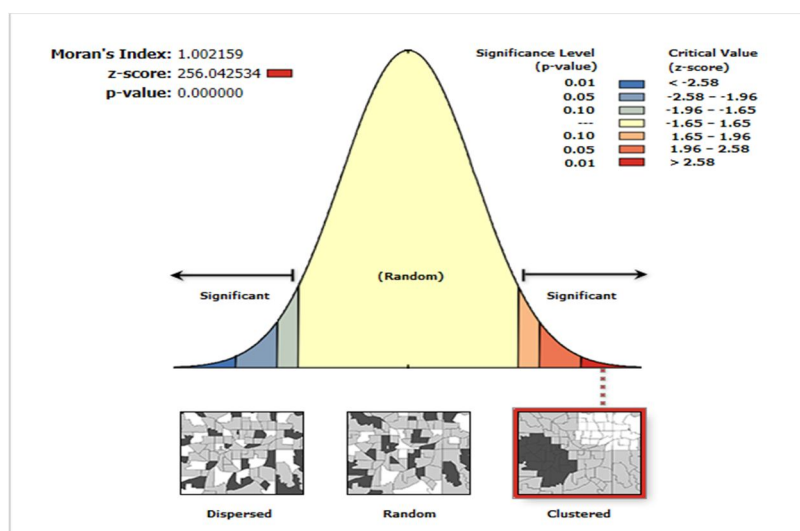 Moran's Index: 1.002159
z-score: 256.042534
p-value: 0.000000
Significance Level
(p-value)
Critical Value
(z-score)
0.01 < -2.58
0.05 -2.58 – -1.96
0.10 -1.96 – -1.65
--- -1.65 – 1.65
0.10 1.65 – 1.96
0.05 1.96 – 2.58
0.01 > 2.58
(Random)
Significant
Significant
Dispersed
Random
Clustered